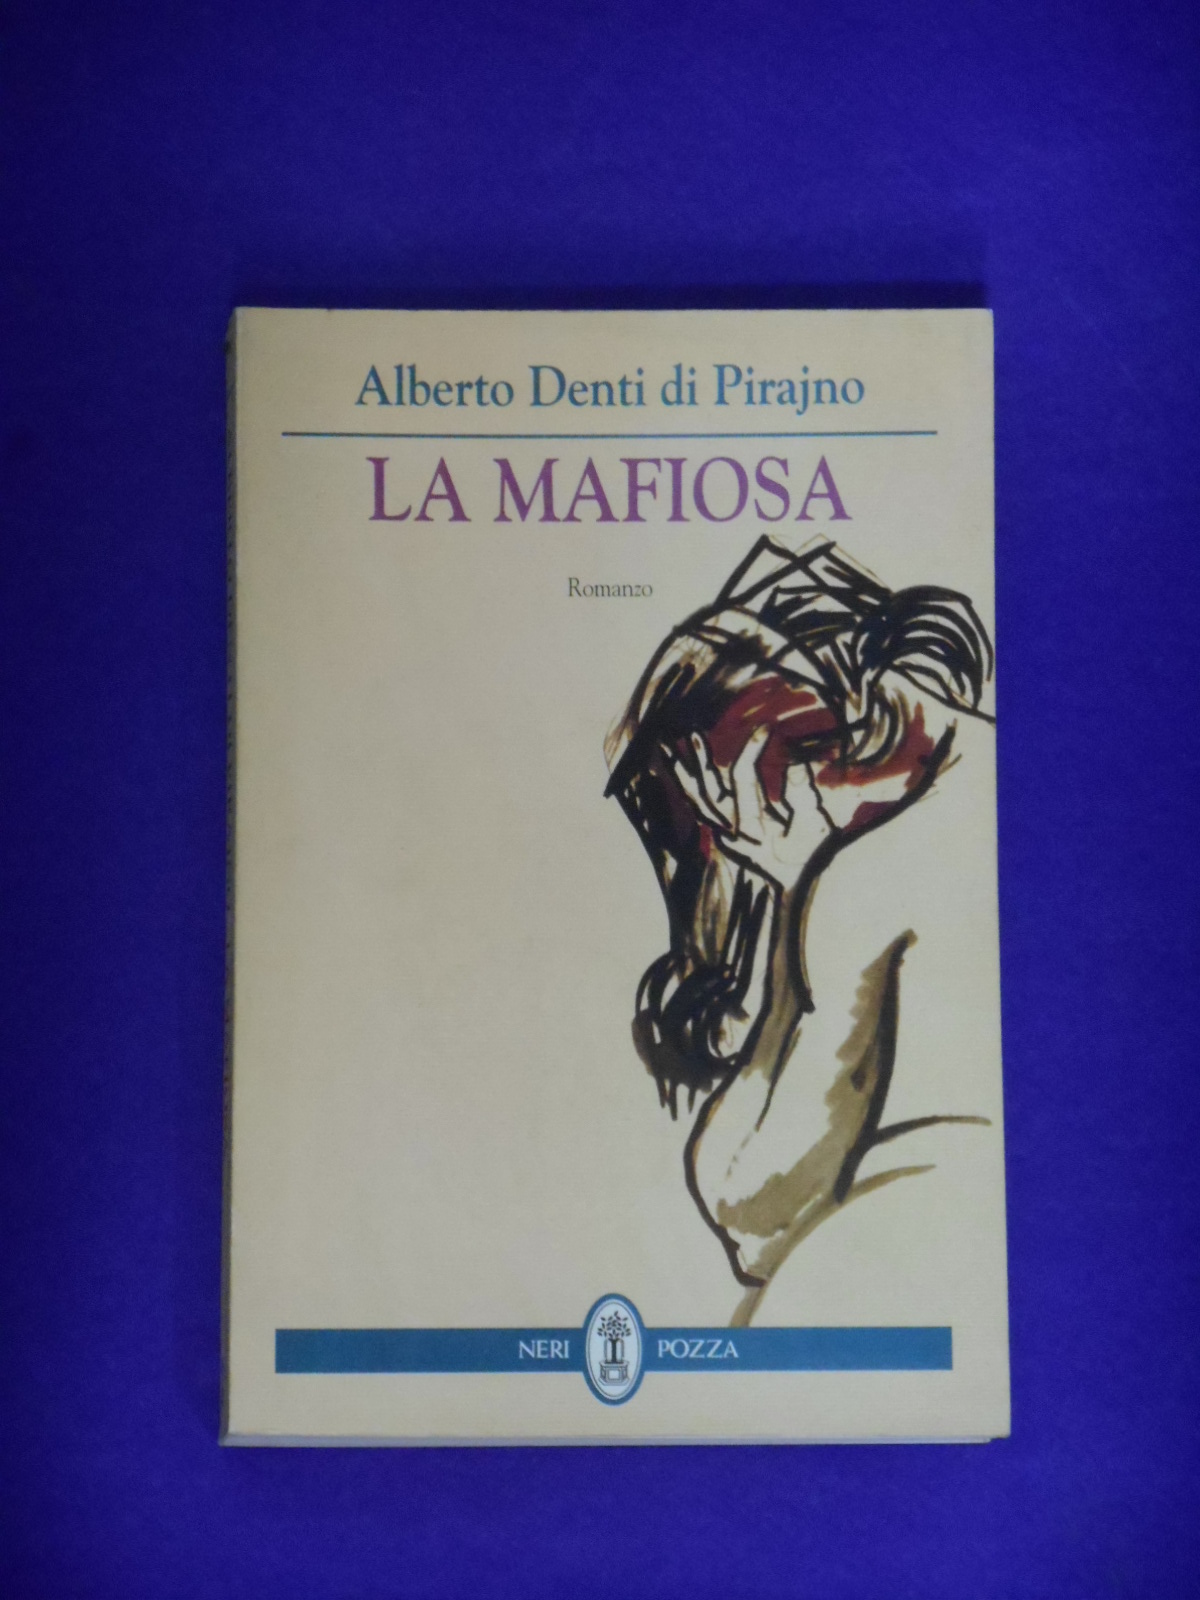 Alberto Denti di Pirajno
LA MAFIOSA
Romanzo
NERI POZZA